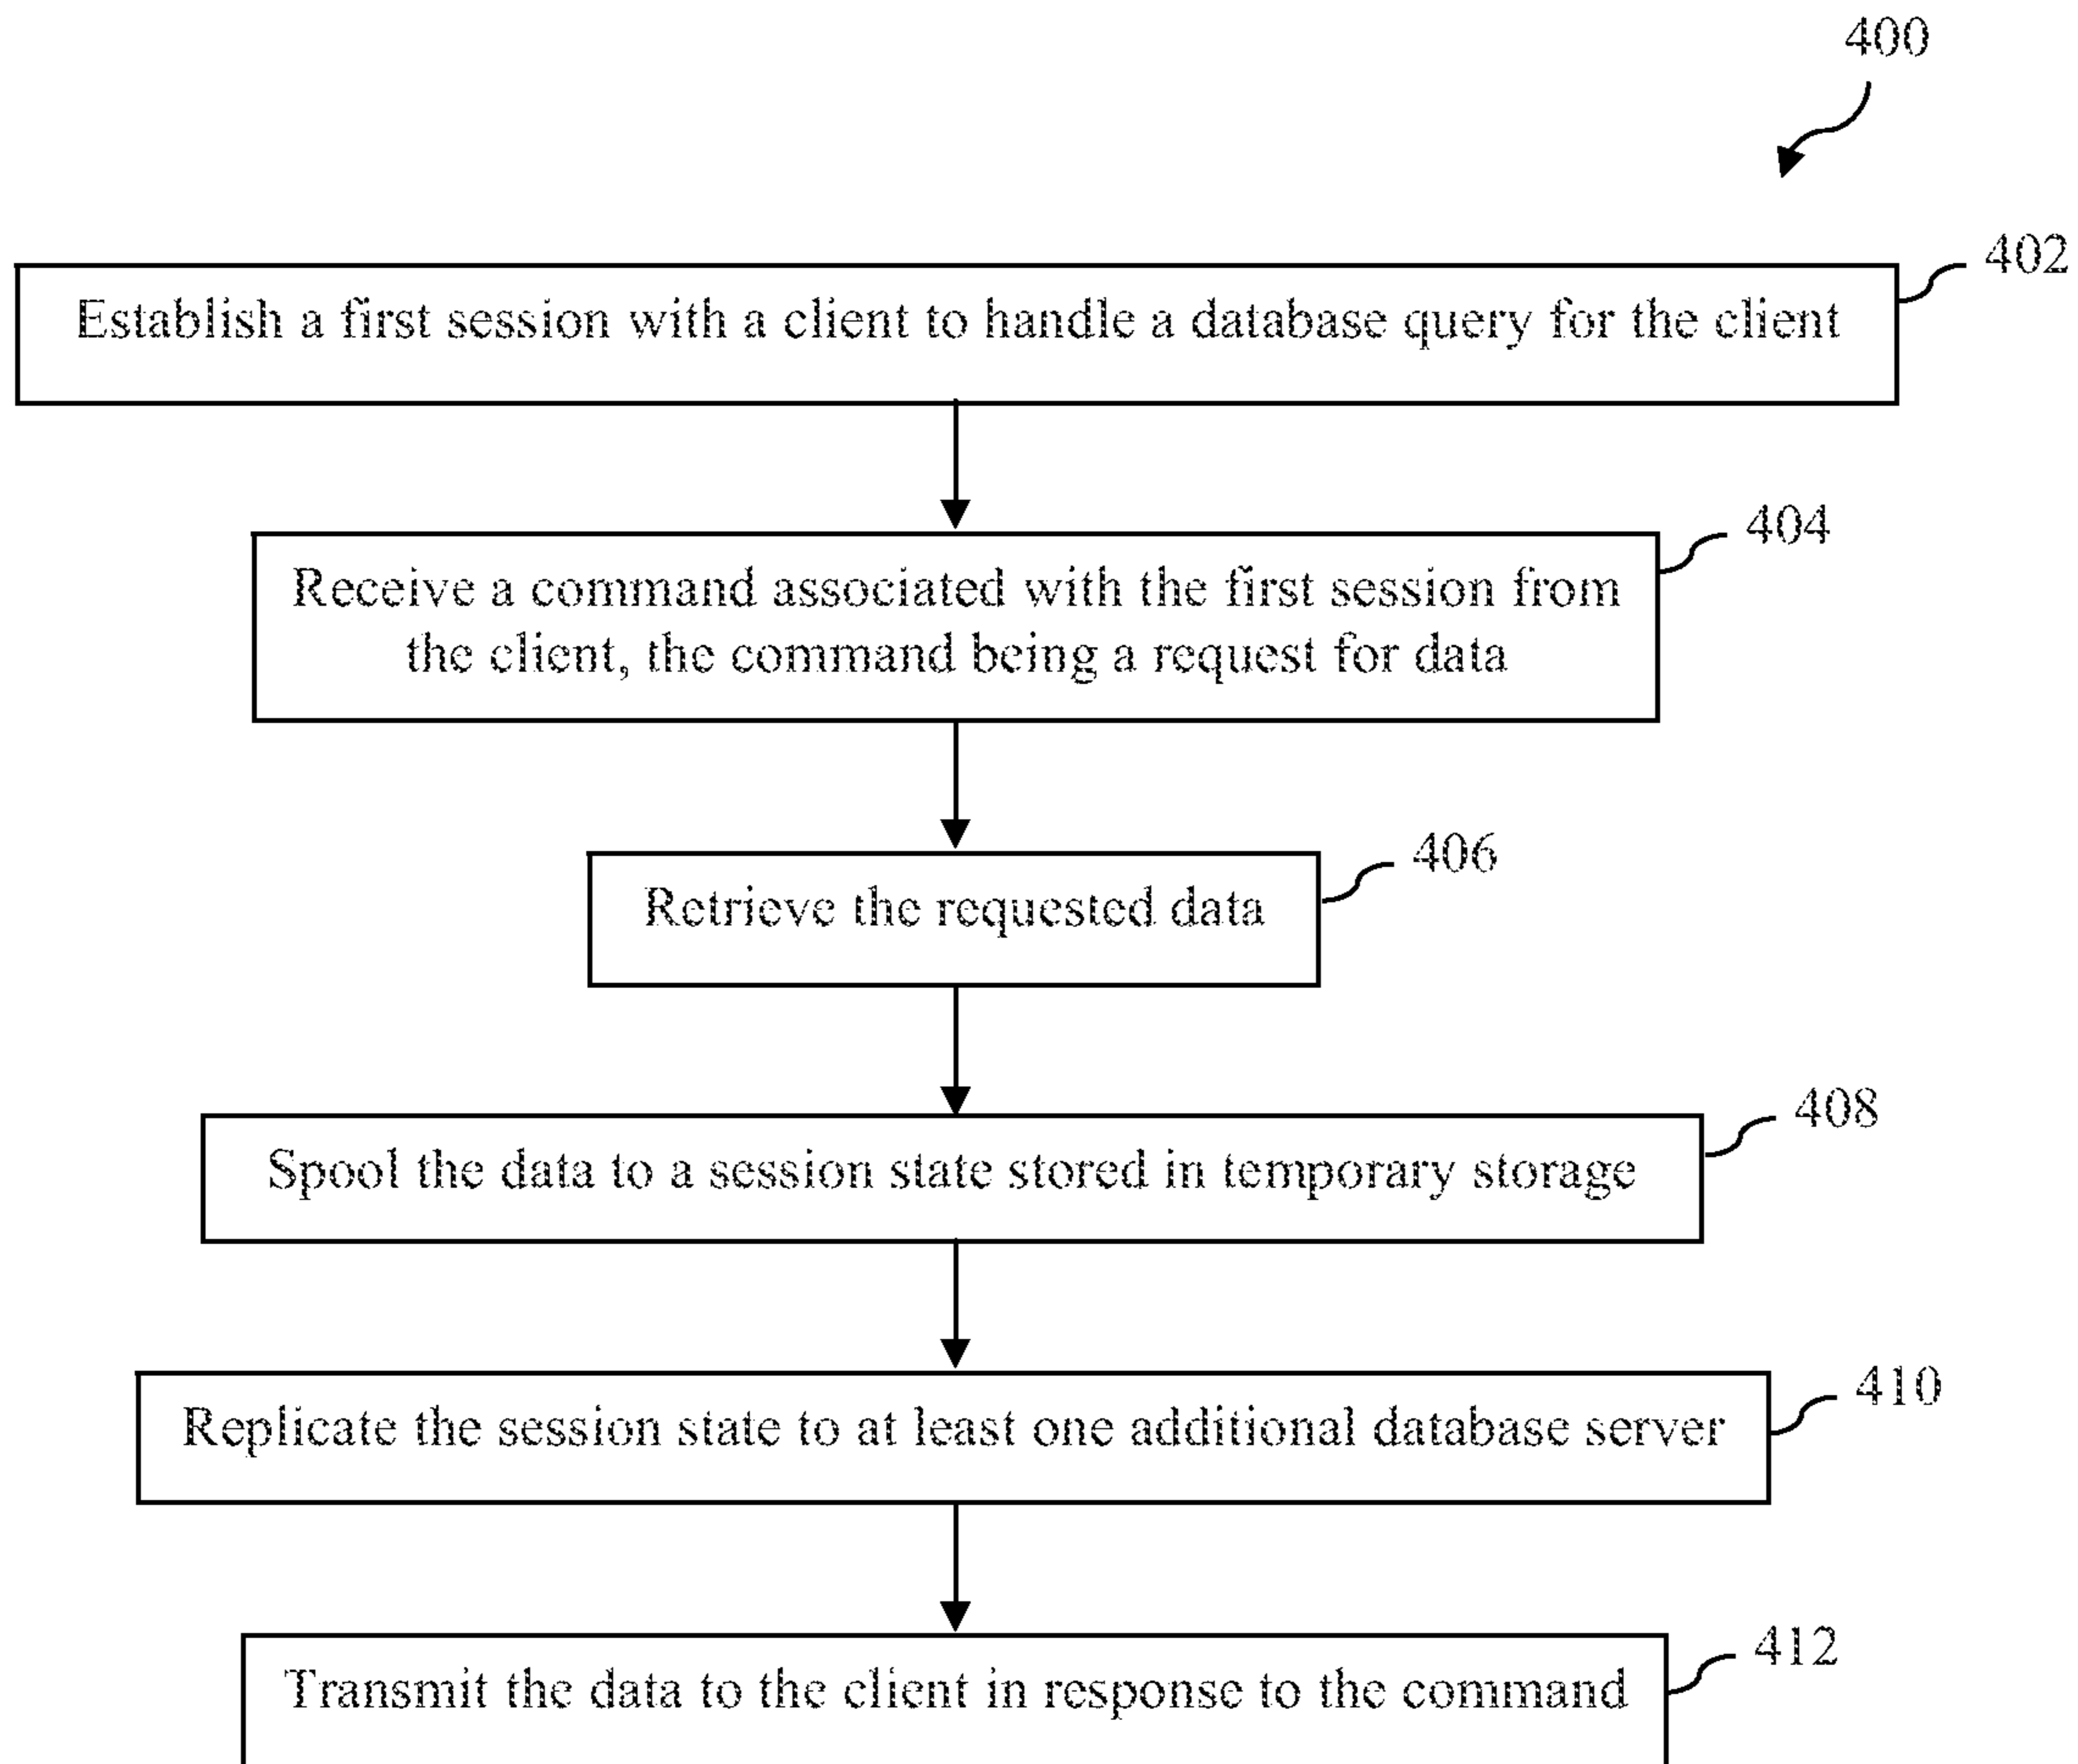 400
402
Establish a first session with a client to handle a database query for the client
404
Receive a command associated with the first session from
the client, the command being a request for data
406
Retrieve the requested data
408
Spool the data to a session state stored in temporary storage
410
Replicate the session state to at least one additional database server
412
Transmit the data to the client in response to the command